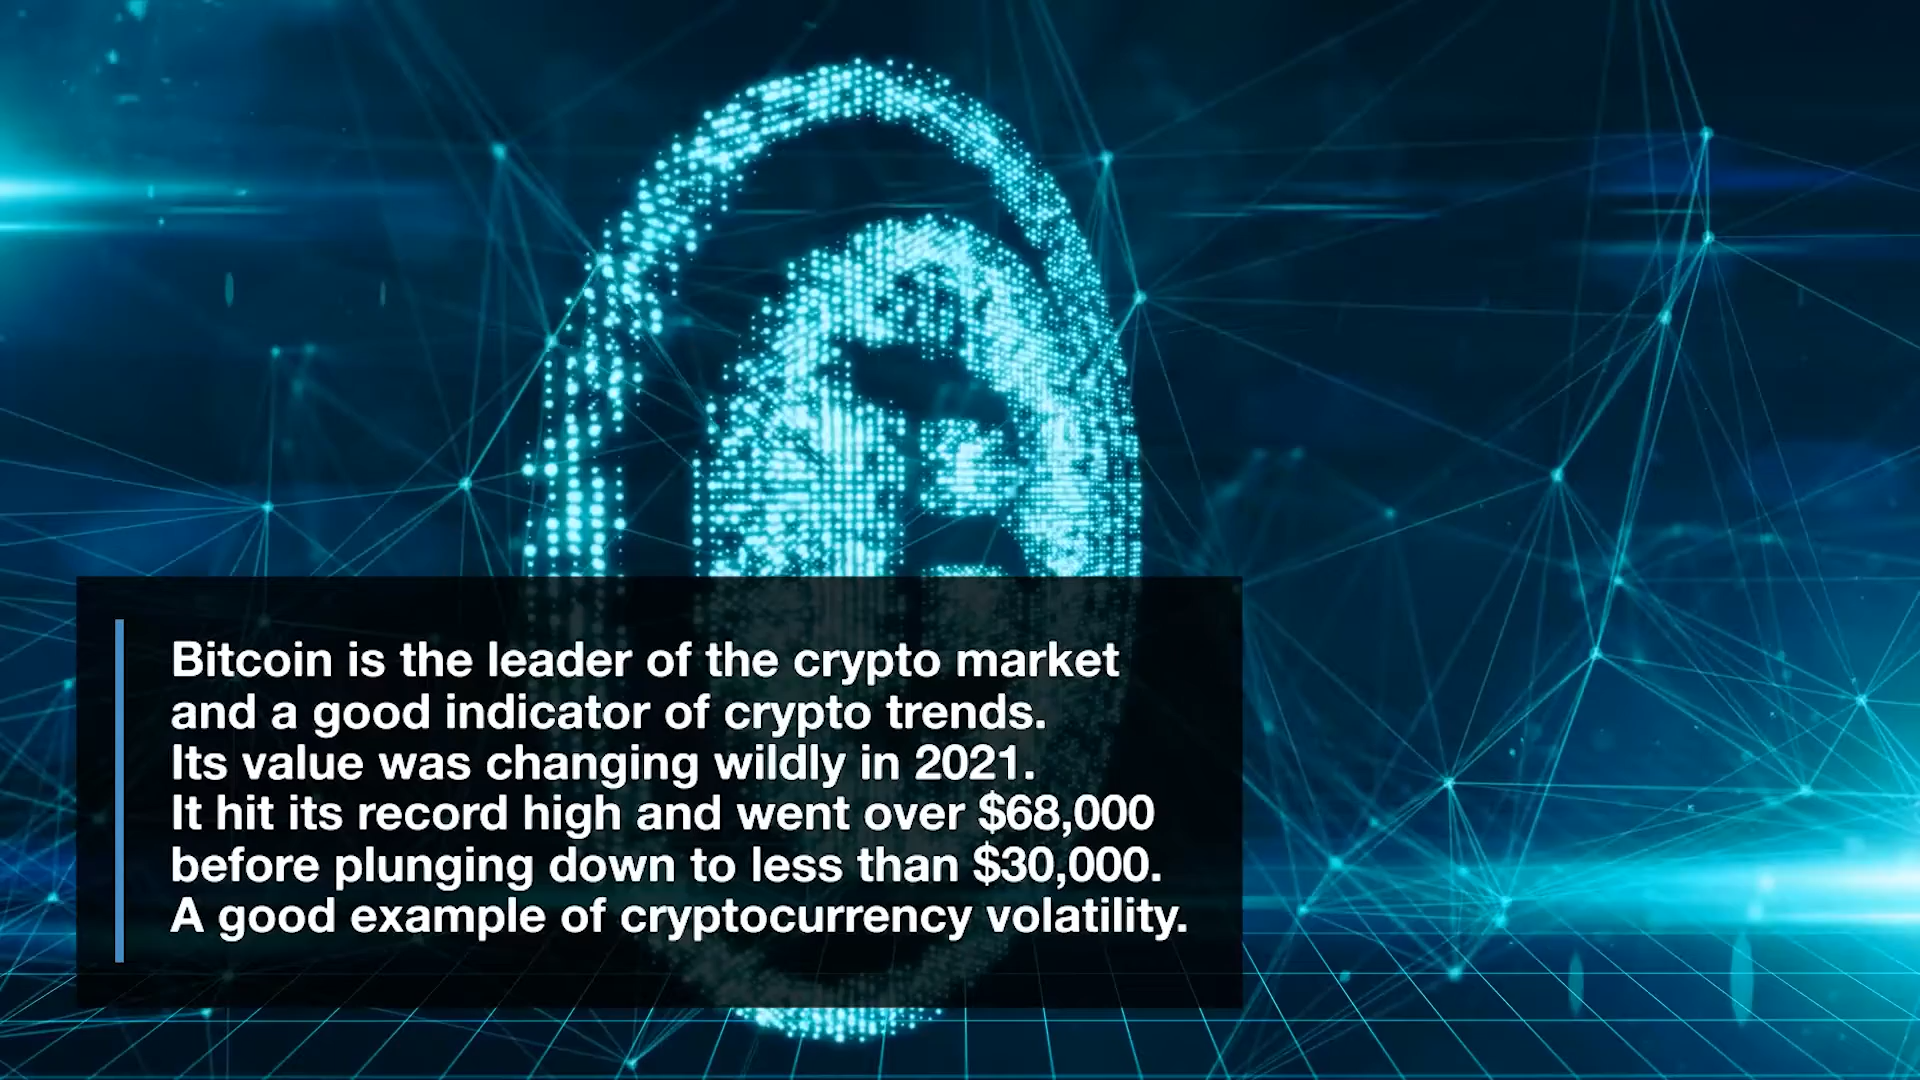 Bitcoin is the leader of the crypto market
and a good indicator of crypto trends.
Its value was changing wildly in 2021.
It hit its record high and went over $68,000
before plunging down to less than $30,000.
A good example of cryptocurrency volatility.